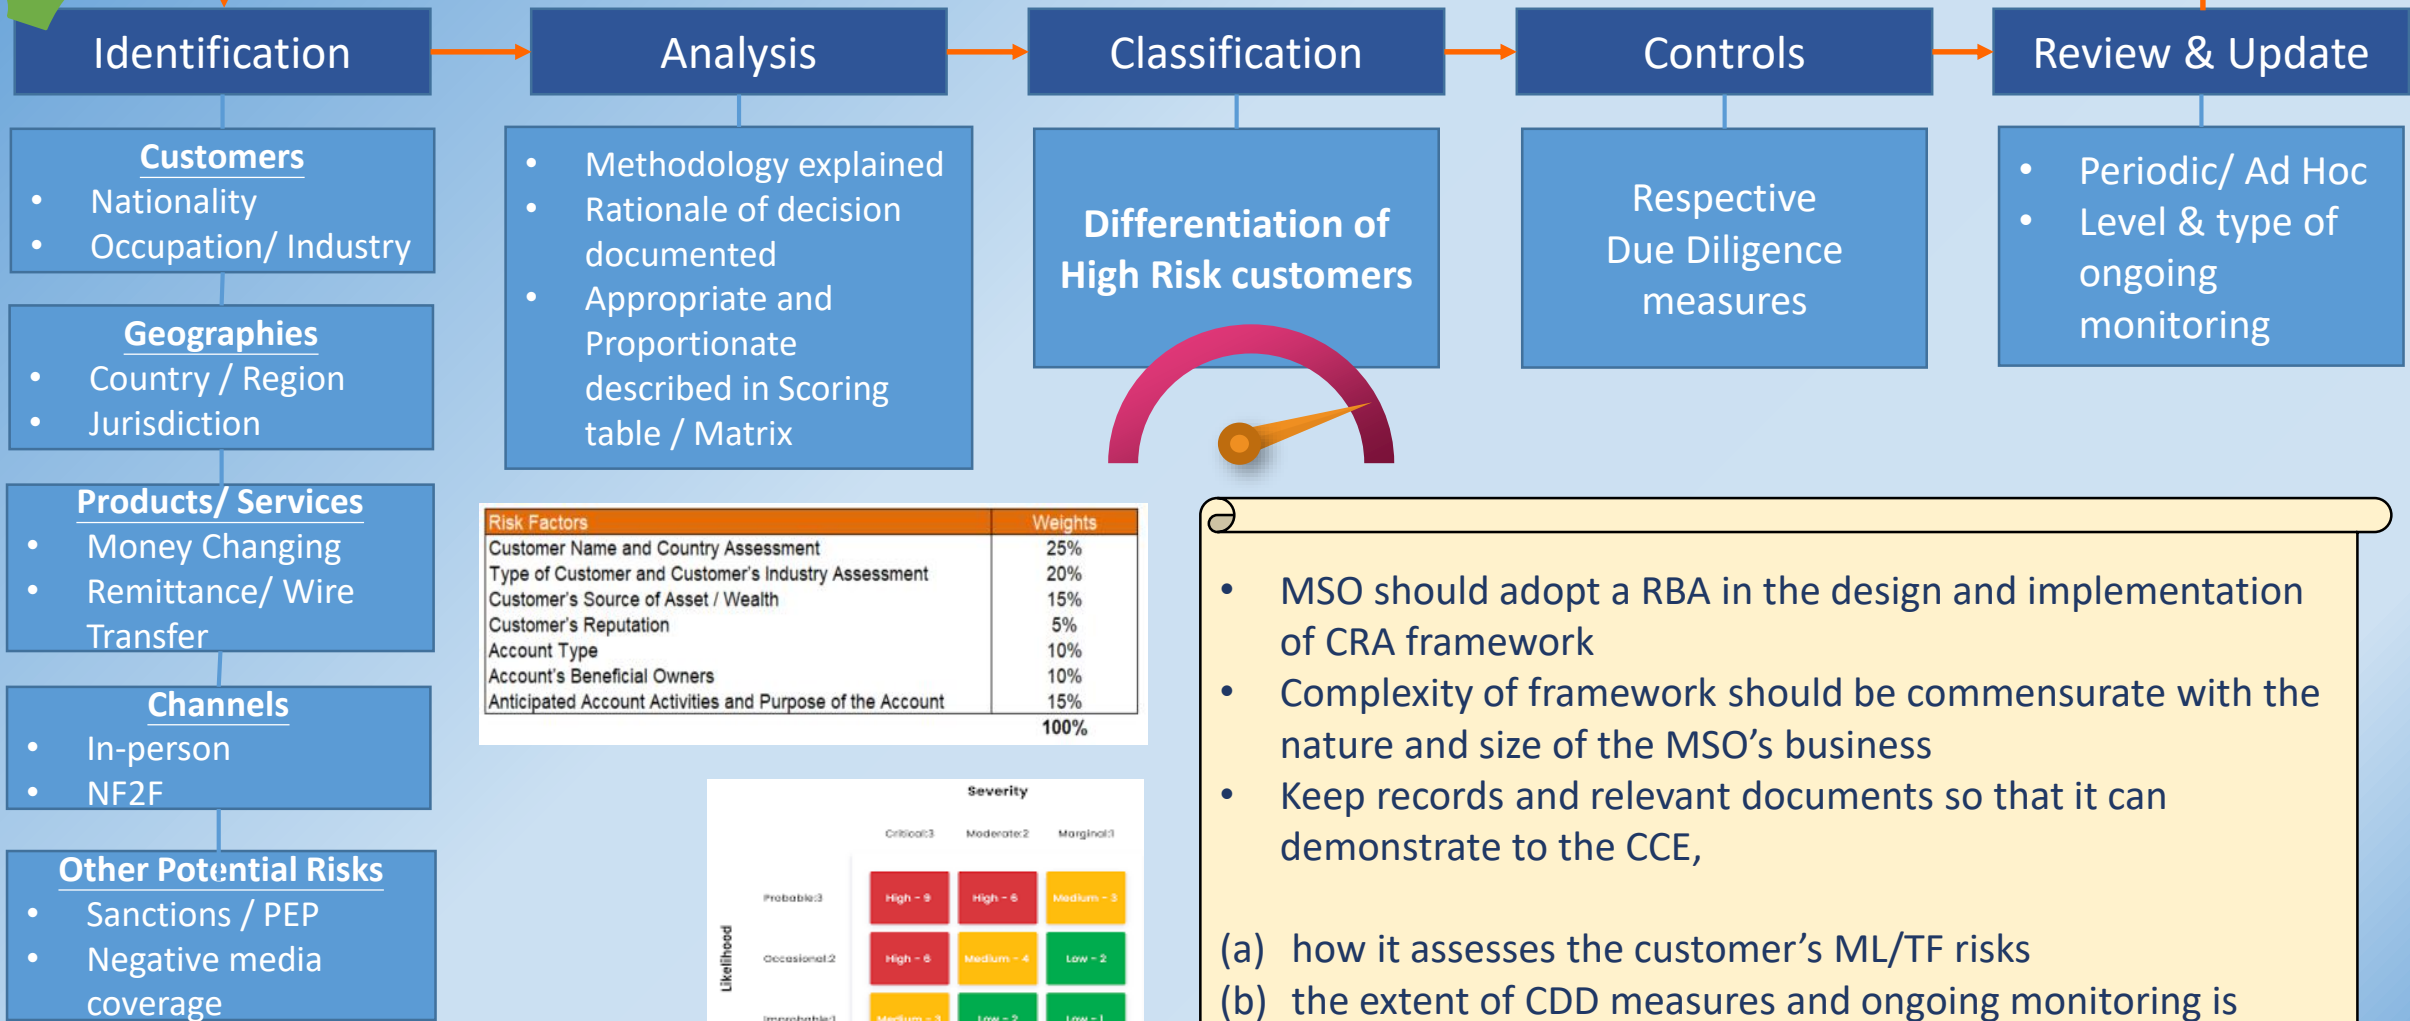 Identification
Analysis
Classification
Controls
Review & Update
Customers
• Nationality
• Occupation/ Industry
Geographies
• Country / Region
• Jurisdiction
Products/ Services
• Money Changing
• Remittance/ Wire
Transfer
Channels
• In-person
• NF2F
Other Potential Risks
• Sanctions / PEP
• Negative media
coverage
• Methodology explained
• Rationale of decision
documented
• Appropriate and
Proportionate
described in Scoring
table / Matrix
Differentiation of
High Risk customers
Respective
Due Diligence
measures
• Periodic/ Ad Hoc
• Level & type of
ongoing
monitoring
Risk Factors Weights
Customer Name and Country Assessment 25%
Type of Customer and Customer's Industry Assessment 20%
Customer's Source of Asset / Wealth 15%
Customer's Reputation 5%
Account Type 10%
Account's Beneficial Owners 10%
Anticipated Account Activities and Purpose of the Account 15%
100%
Severity
Critical:3 Moderate:2 Marginal:1
Likelihood
Probable:3 High - 9 High - 6 Medium - 3
Occasional:2 High - 6 Medium - 4 Low - 2
Improbable:1 Medium - 3 Low - 2 Low - 1
• MSO should adopt a RBA in the design and implementation
of CRA framework
• Complexity of framework should be commensurate with the
nature and size of the MSO's business
• Keep records and relevant documents so that it can
demonstrate to the CCE,
(a) how it assesses the customer's ML/TF risks
(b) the extent of CDD measures and ongoing monitoring is